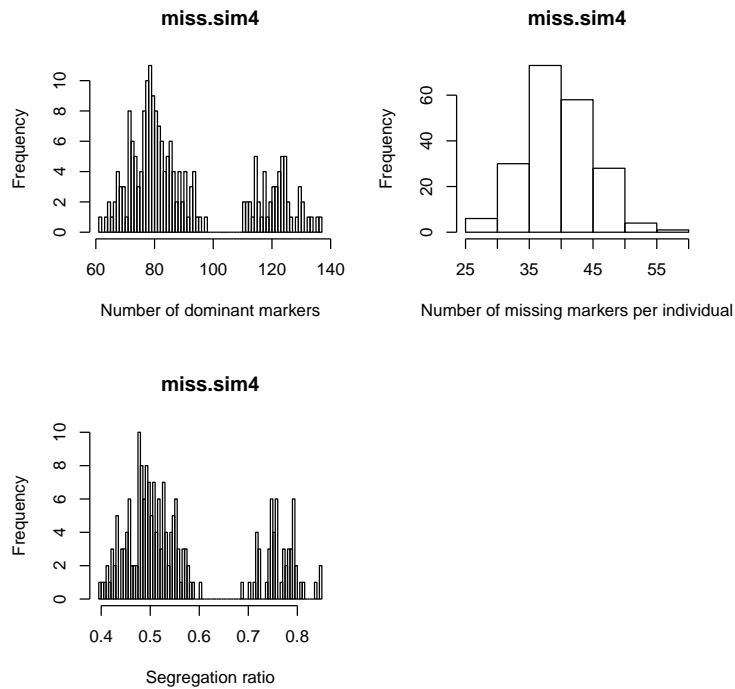 miss.sim4
Frequency
0 2 4 6 8 10
60 80 100 120 140
Number of dominant markers
miss.sim4
Frequency
0 20 40 60
25 35 45 55
Number of missing markers per individual
miss.sim4
Frequency
0 2 4 6 8 10
0.4 0.5 0.6 0.7 0.8
Segregation ratio